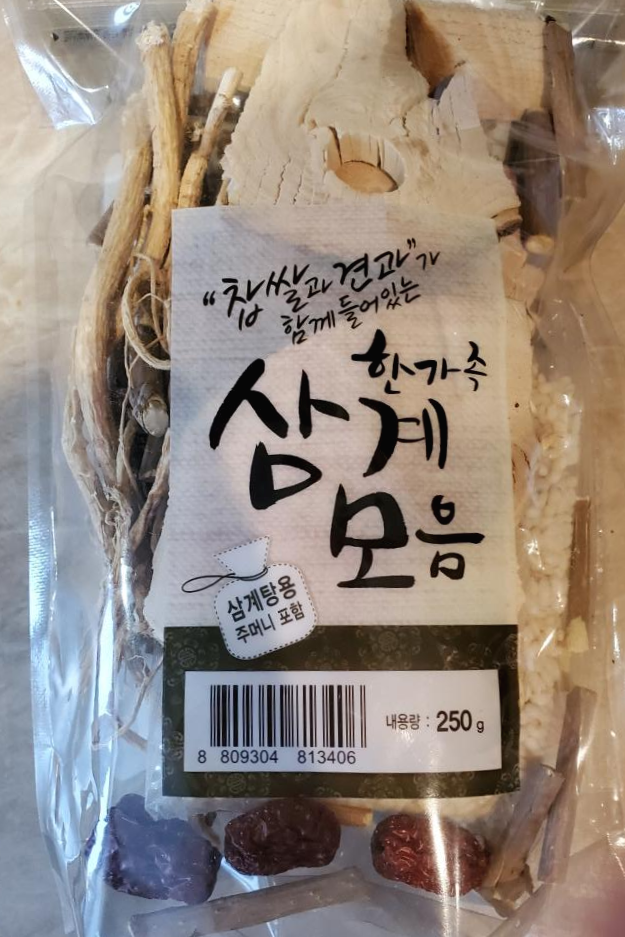 “찹쌀과 견과”가
함께 들어있는
한가족
삼계
모음
삼계탕용
주머니 포함
내용량 : 250 g
8 809304 813406